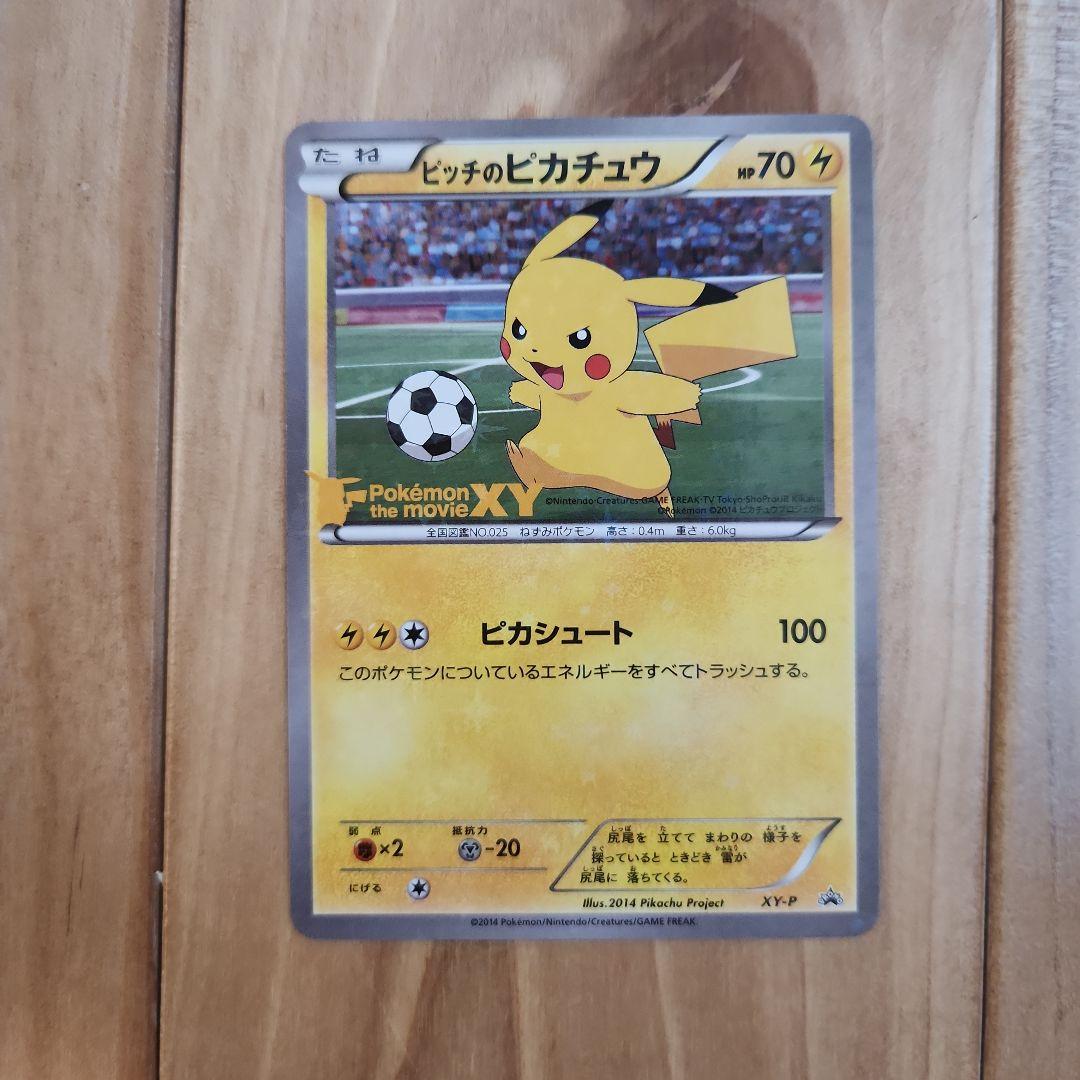 たね
ピッチのピカチュウ
HP70
Pokémon
the movie XY
©Nintendo・Creatures・GAME FREAK・TV Tokyo・ShoPro・JR Kikaku
©Pokémon ©2014 ピカチュウプロジェクト
全国図鑑NO.025 ねずみポケモン 高さ:0.4m 重さ:6.0kg
ピカシュート 100
このポケモンについているエネルギーをすべてトラッシュする。
弱点
×2
抵抗力
-20
にげる
尻尾を 立てて まわりの 様子を
探っていると ときどき 雷が
尻尾に 落ちてくる。
Illus. 2014 Pikachu Project
XY-P
©2014 Pokémon/Nintendo/Creatures/GAME FREAK.